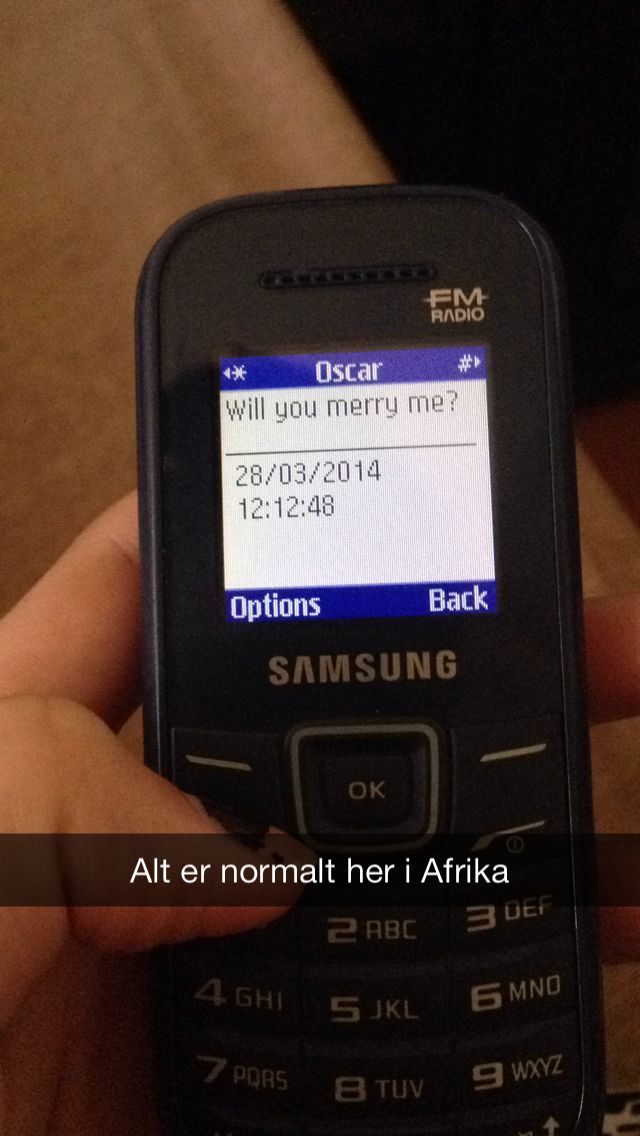 FM
RADIO
Oscar
Will you merry me?
28/03/2014
12:12:48
Options Back
SAMSUNG
OK
Alt er normalt her i Afrika
2 ABC 3 DEF
4 GHI 5 JKL 6 MNO
7 PQRS 8 TUV 9 WXYZ